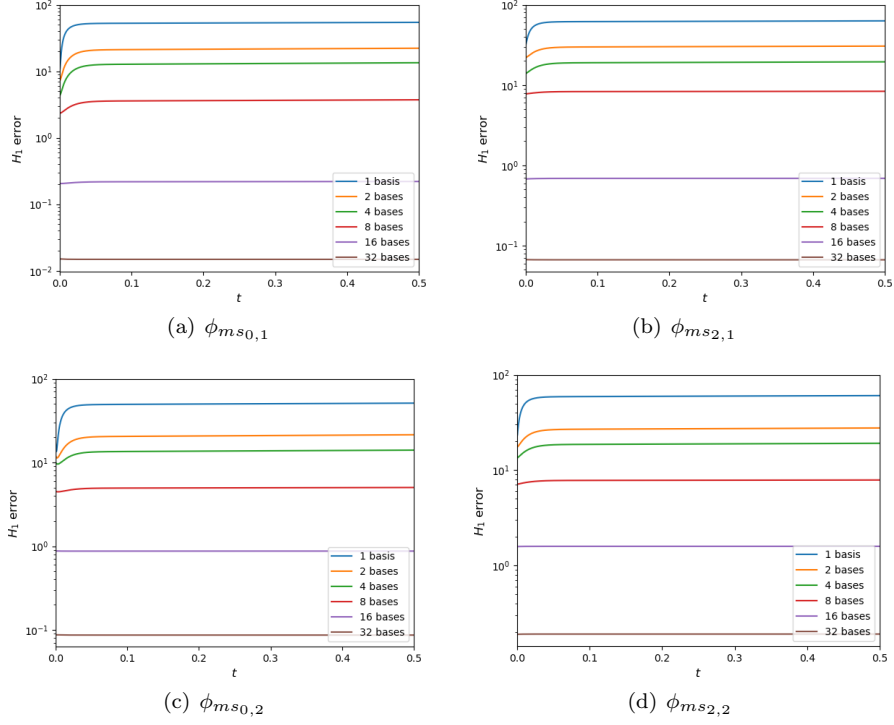 10²
10¹
10⁰
10⁻¹
10⁻²
H₁ error
1 basis
2 bases
4 bases
8 bases
16 bases
32 bases
0.0 0.1 0.2 0.3 0.4 0.5
t
(a) ϕ_{ms_{0,1}}
10²
10¹
10⁰
10⁻¹
H₁ error
1 basis
2 bases
4 bases
8 bases
16 bases
32 bases
0.0 0.1 0.2 0.3 0.4 0.5
t
(b) ϕ_{ms_{2,1}}
10²
10¹
10⁰
10⁻¹
H₁ error
1 basis
2 bases
4 bases
8 bases
16 bases
32 bases
0.0 0.1 0.2 0.3 0.4 0.5
t
(c) ϕ_{ms_{0,2}}
10²
10¹
10⁰
H₁ error
1 basis
2 bases
4 bases
8 bases
16 bases
32 bases
0.0 0.1 0.2 0.3 0.4 0.5
t
(d) ϕ_{ms_{2,2}}